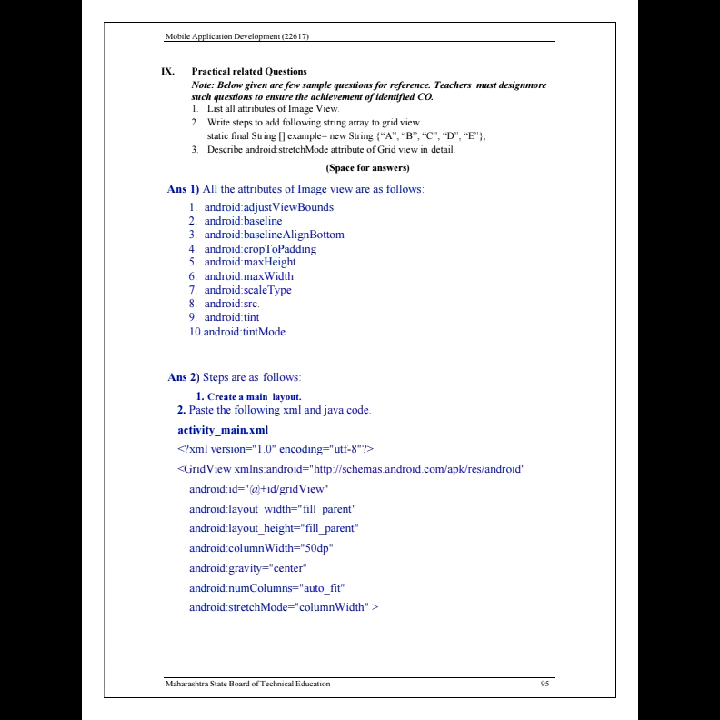 Mobile Application Development (22617)
IX. Practical related Questions
Note: Below given are few sample questions for reference. Teachers must designmore
such questions to ensure the achievement of identified CO.
1. List all attributes of Image View.
2. Write steps to add following string array to grid view
static final String [] example= new String {“A”, “B”, “C”, “D”, “E”};
3. Describe android:stretchMode attribute of Grid view in detail.
(Space for answers)
Ans 1) All the attributes of Image view are as follows:
1. android:adjustViewBounds
2. android:baseline
3. android:baselineAlignBottom
4. android:cropToPadding
5. android:maxHeight
6. android:maxWidth
7. android:scaleType
8. android:src.
9. android:tint
10.android:tintMode
Ans 2) Steps are as follows:
1. Create a main layout.
2. Paste the following xml and java code.
activity_main.xml
<?xml version="1.0" encoding="utf-8"?>
<GridView xmlns:android="http://schemas.android.com/apk/res/android"
android:id="@+id/gridView"
android:layout_width="fill_parent"
android:layout_height="fill_parent"
android:columnWidth="50dp"
android:gravity="center"
android:numColumns="auto_fit"
android:stretchMode="columnWidth" >
Maharashtra State Board of Technical Education 95